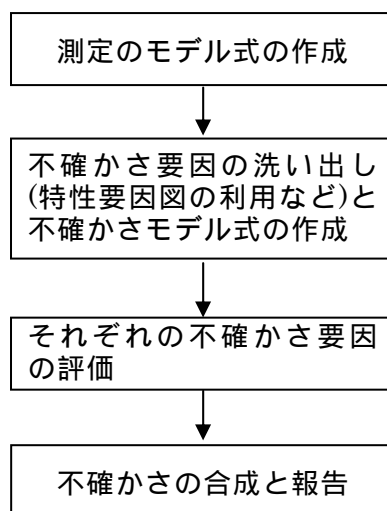 測定のモデル式の作成
不確かさ要因の洗い出し
(特性要因図の利用など)と
不確かさモデル式の作成
それぞれの不確かさ要因
の評価
不確かさの合成と報告